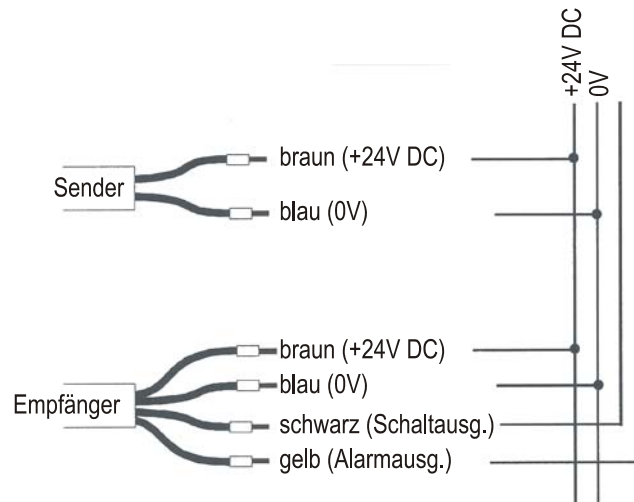 +24V DC
0V
braun (+24V DC)
Sender
blau (0V)
braun (+24V DC)
blau (0V)
Empfänger
schwarz (Schaltausg.)
gelb (Alarmausg.)